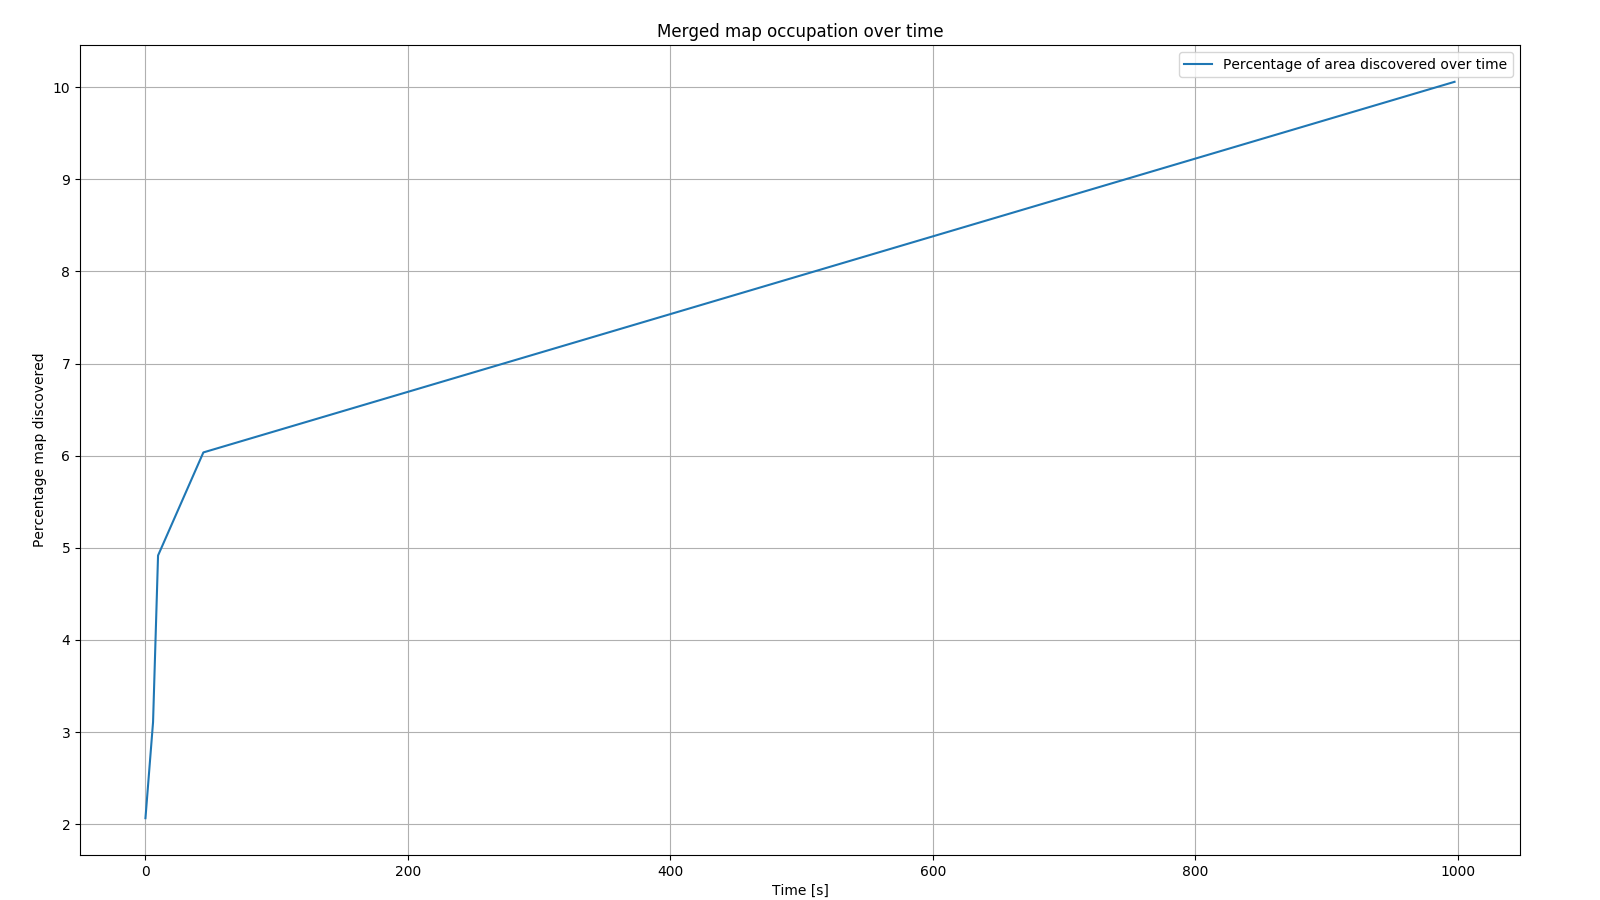 Merged map occupation over time
Percentage of area discovered over time
10
9
8
7
6
5
4
3
2
Percentage map discovered
0 200 400 600 800 1000
Time [s]